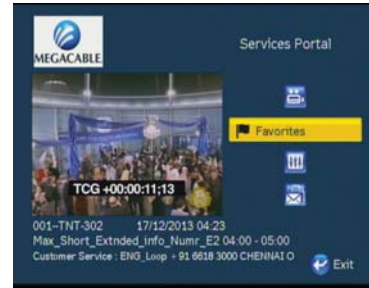 MEGACABLE
Services Portal
Favorites
TCG +00:00:11;13
001--TNT-302 17/12/2013 04:23
Max_Short_Extnded_info_Numr_E2 04:00 - 05:00
Customer Service : ENG_Loop + 91 6618 3000 CHENNAI O
Exit